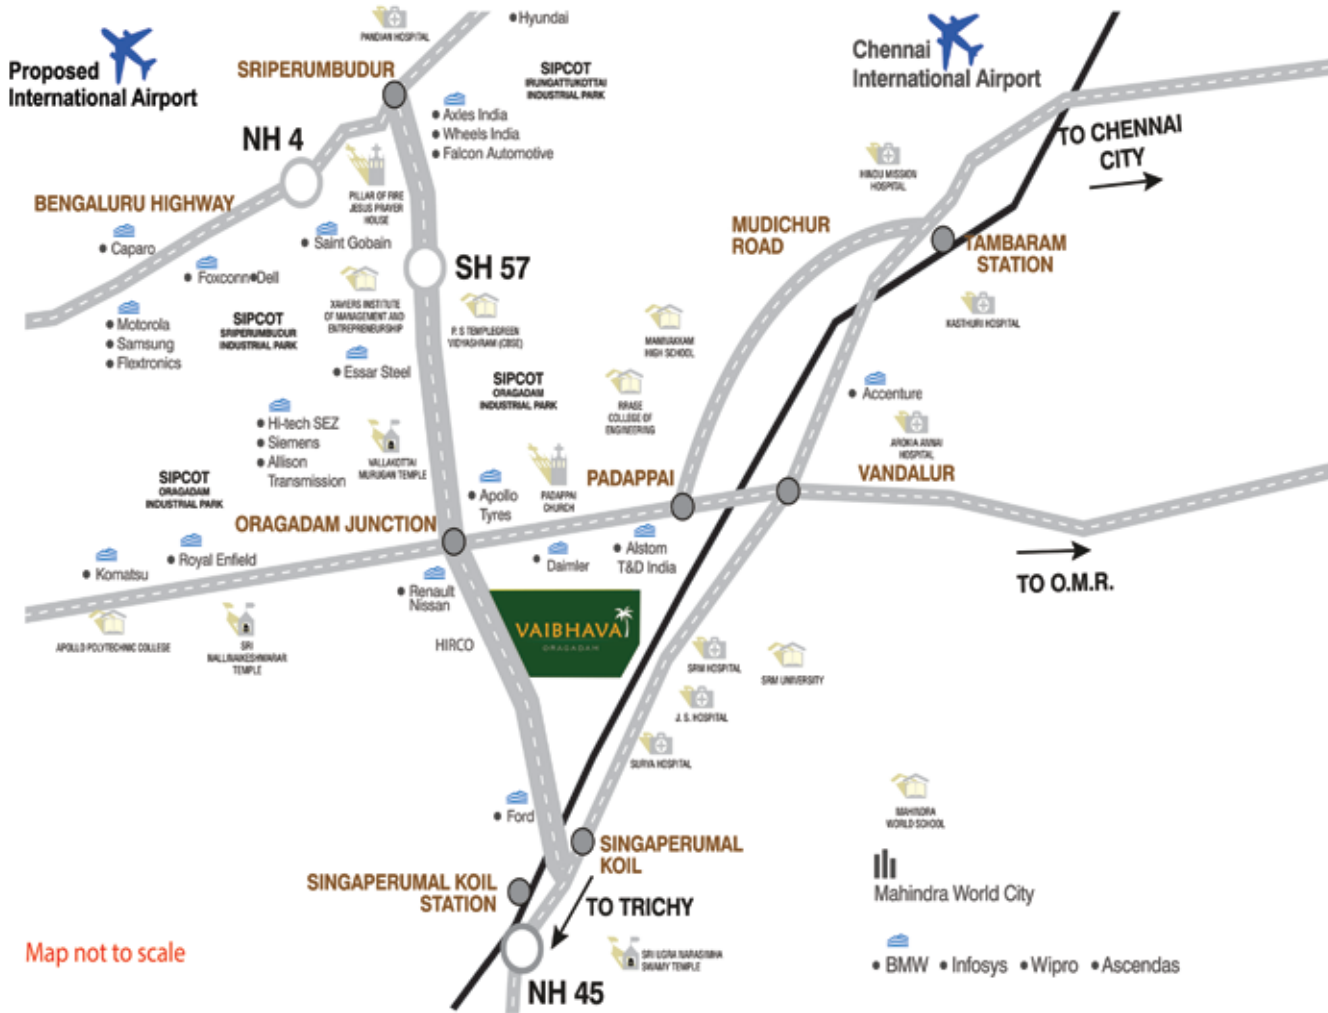 Hyundai
PANDIAN HOSPITAL
Proposed
International Airport
SRIPERUMBUDUR
SIPCOT
IRUNGATTUKOTTAI
INDUSTRIAL PARK
Chennai
International Airport
Axles India
Wheels India
Falcon Automotive
NH 4
TO CHENNAI
CITY
HINDU MISSION
HOSPITAL
PILLAR OF FIRE
JESUS PRAYER
HOUSE
BENGALURU HIGHWAY
Caparo
Saint Gobain
MUDICHUR
ROAD
TAMBARAM
STATION
Foxconn
Dell
SH 57
XAVIERS INSTITUTE
OF MANAGEMENT AND
ENTREPRENEURSHIP
P. S TEMPLEGREEN
VIDYASHRAM (CBSE)
KASTHURI HOSPITAL
Motorola
Samsung
Flextronics
SIPCOT
SRIPERUMBUDUR
INDUSTRIAL PARK
MANIVAKKAM
HIGH SCHOOL
Essar Steel
SIPCOT
ORAGADAM
INDUSTRIAL PARK
Accenture
RRASE
COLLEGE OF
ENGINEERING
Hi-tech SEZ
Siemens
Allison
Transmission
VALLAKOTTAI
MURUGAN TEMPLE
AROKIA ANNAI
HOSPITAL
SIPCOT
ORAGADAM
INDUSTRIAL PARK
Apollo
Tyres
PADAPPAI
CHURCH
PADAPPAI
VANDALUR
ORAGADAM JUNCTION
Komatsu
Royal Enfield
Daimler
Alstom
T&D India
TO O.M.R.
Renault
Nissan
HIRCO
VAIBHAVA
ORAGADAM
APOLLO POLYTECHNIC COLLEGE
SRI
MALLINAIKESHWARAR
TEMPLE
SRM HOSPITAL
SRM UNIVERSITY
J. S. HOSPITAL
SURYA HOSPITAL
Ford
MAHINDRA
WORLD SCHOOL
SINGAPERUMAL
KOIL
SINGAPERUMAL KOIL
STATION
TO TRICHY
Mahindra World City
Map not to scale
SRI UGRA NARASIMHA
SWAMY TEMPLE
BMW
Infosys
Wipro
Ascendas
NH 45